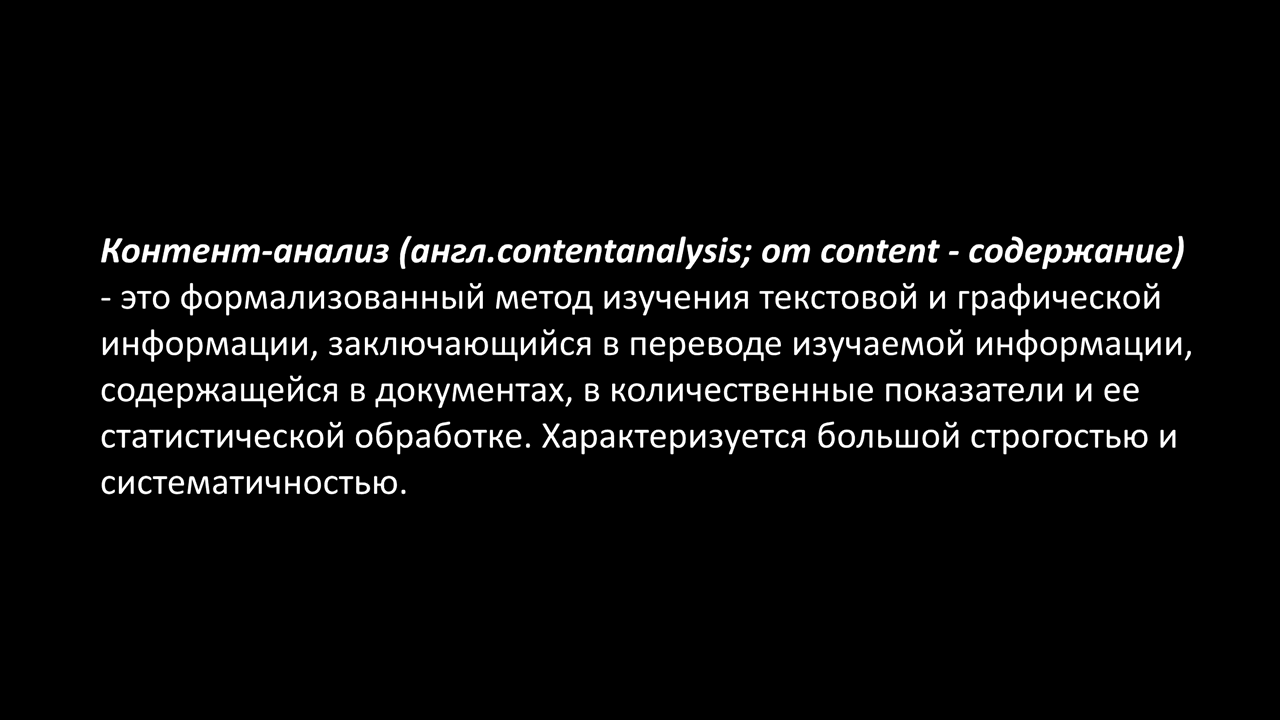 Контент-анализ (англ.contentanalysis; от content - содержание)
- это формализованный метод изучения текстовой и графической
информации, заключающийся в переводе изучаемой информации,
содержащейся в документах, в количественные показатели и ее
статистической обработке. Характеризуется большой строгостью и
систематичностью.